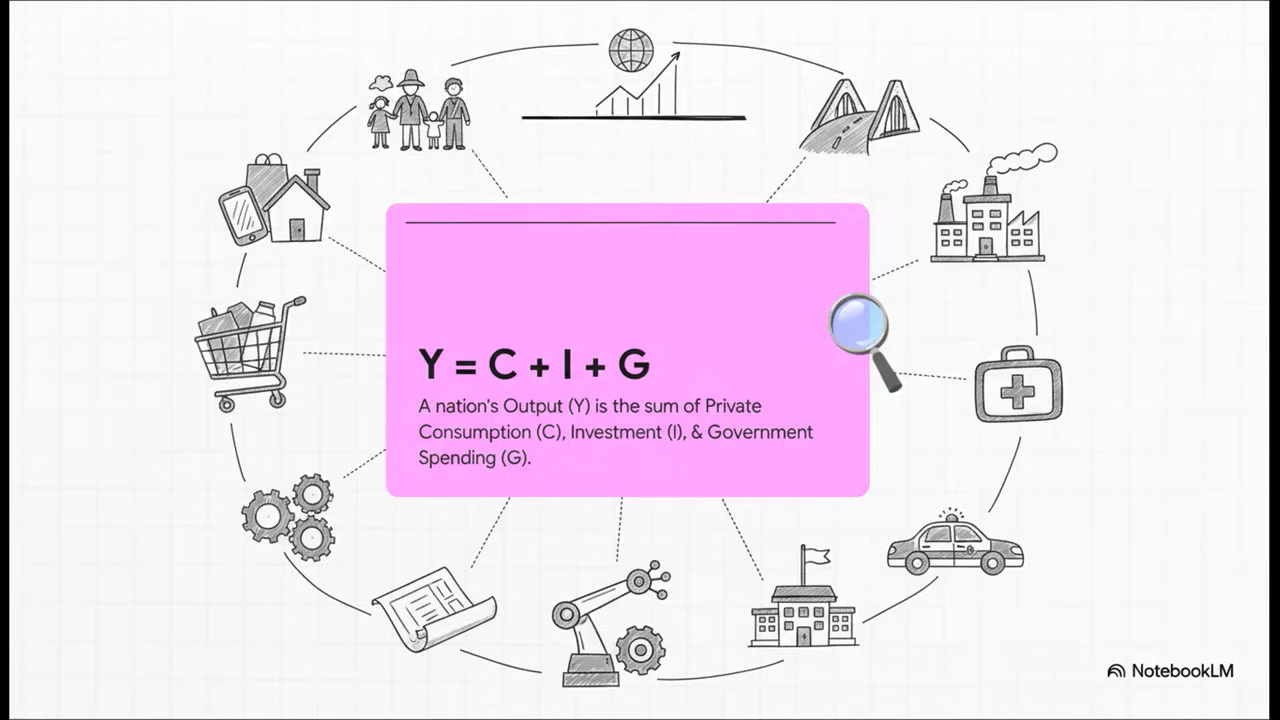 Y = C + I + G
A nation's Output (Y) is the sum of Private
Consumption (C), Investment (I), & Government
Spending (G).
NotebookLM